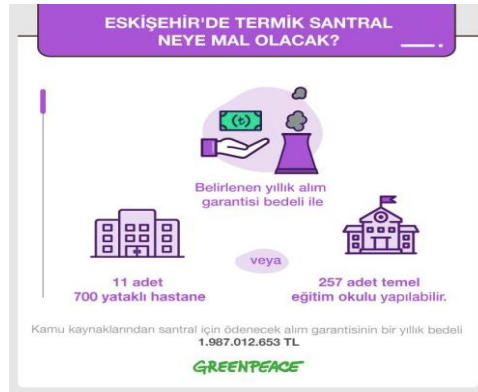 ESKİŞEHİR'DE TERMİK SANTRAL
NEYE MAL OLACAK?
(₺)
Belirlenen yıllık alım
garantisi bedeli ile
11 adet
700 yataklı hastane
veya
257 adet temel
eğitim okulu yapılabilir.
Kamu kaynaklarından santral için ödenecek alım garantisinin bir yıllık bedeli
1.987.012.653 TL
GREENPEACE